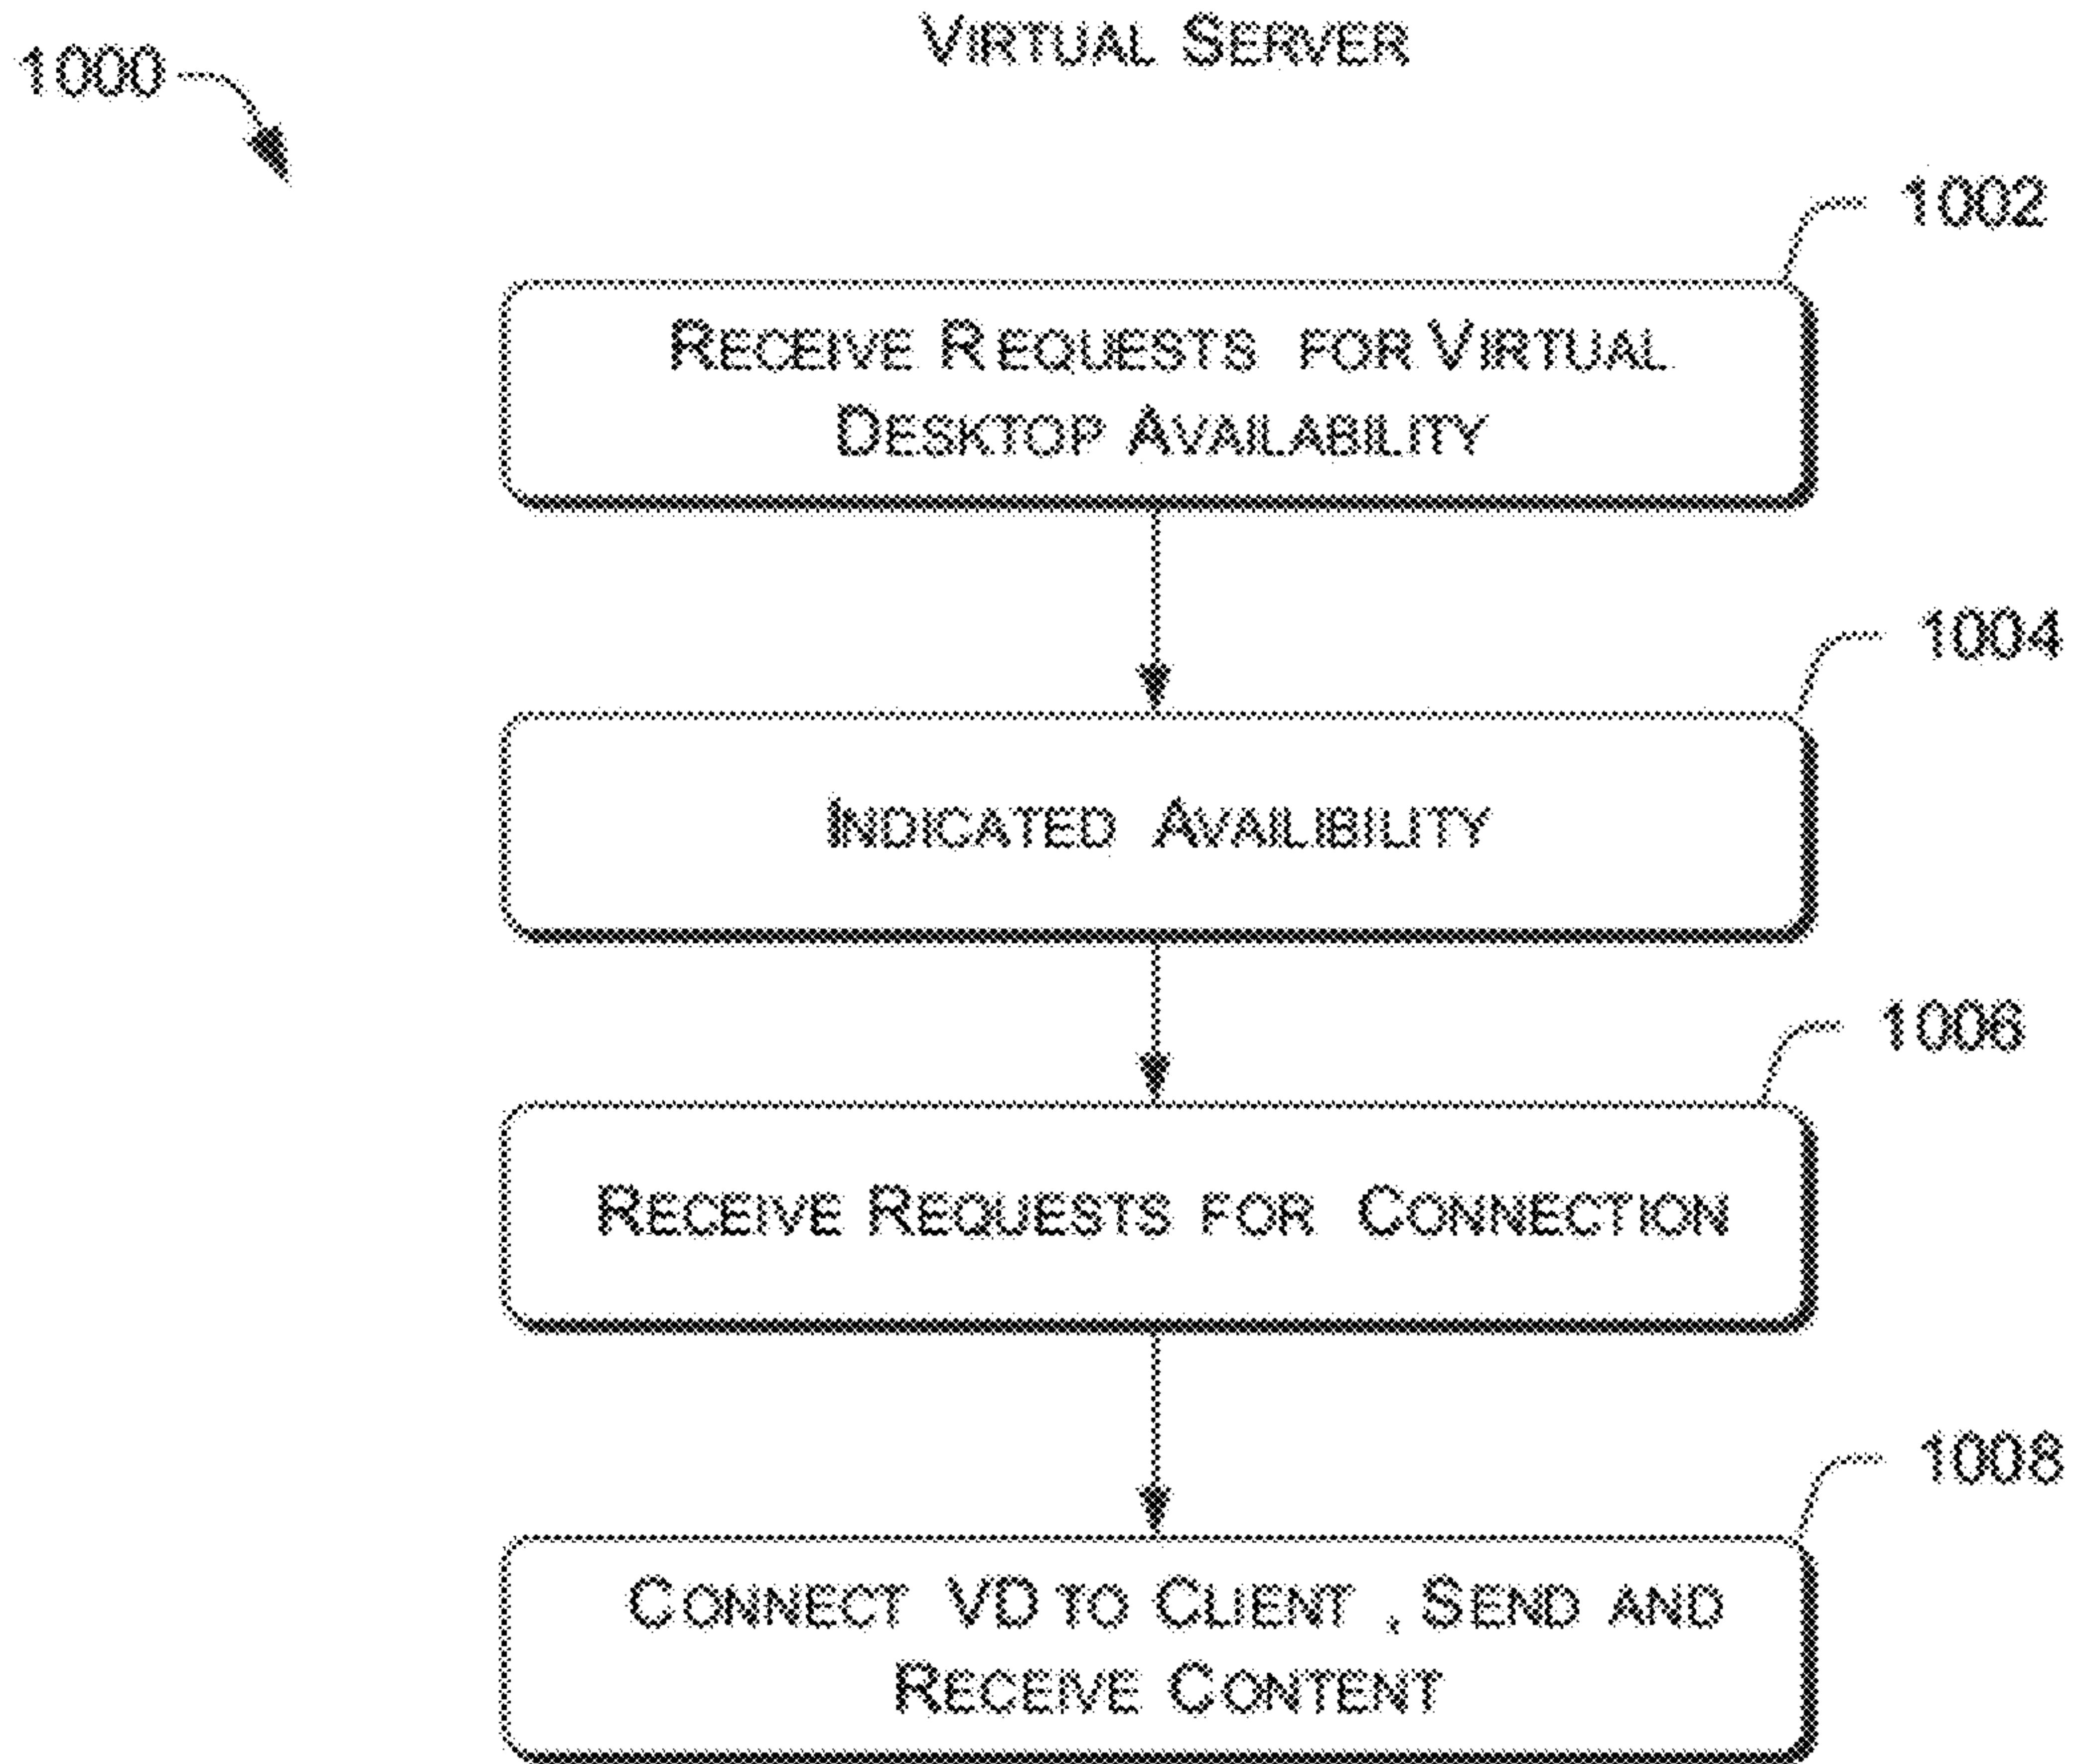 VIRTUAL SERVER
1000
1002
RECEIVE REQUESTS FOR VIRTUAL
DESKTOP AVAILABILITY
1004
INDICATED AVAILIBILITY
1006
RECEIVE REQUESTS FOR CONNECTION
1008
CONNECT VD TO CLIENT , SEND AND
RECEIVE CONTENT